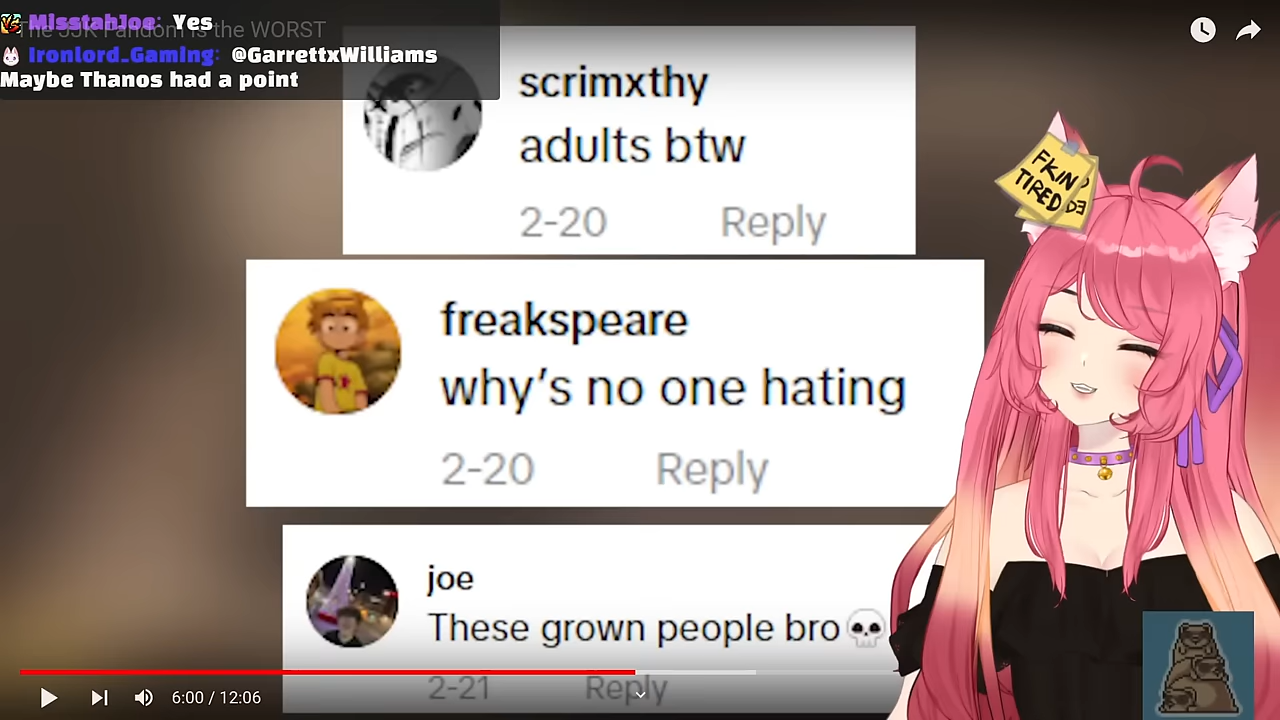 The JJK Fandom is the WORST
MisstahJoe: Yes
Ironlord_Gaming: @GarrettxWilliams
Maybe Thanos had a point
scrimxthy
adults btw
2-20 Reply
FKIN
TIRED
freakspeare
why's no one hating
2-20 Reply
joe
These grown people bro💀
2-21 Reply
6:00 / 12:06